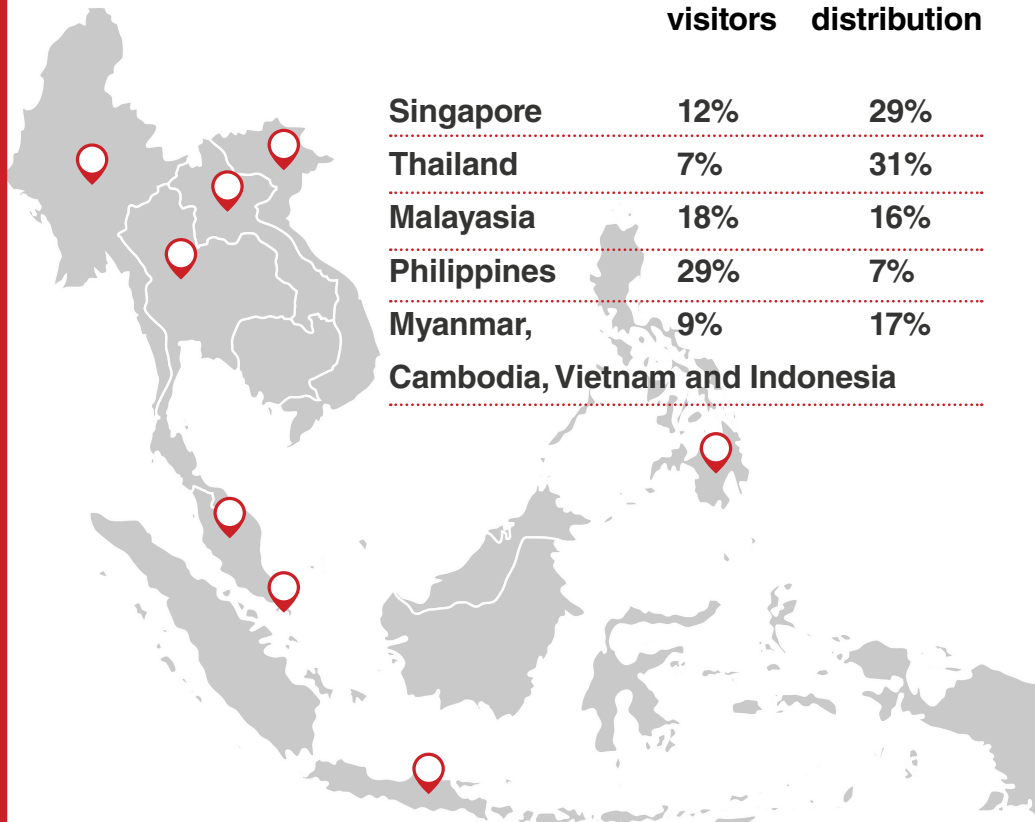 visitors distribution
Singapore 12% 29%
Thailand 7% 31%
Malayasia 18% 16%
Philippines 29% 7%
Myanmar, 9% 17%
Cambodia, Vietnam and Indonesia